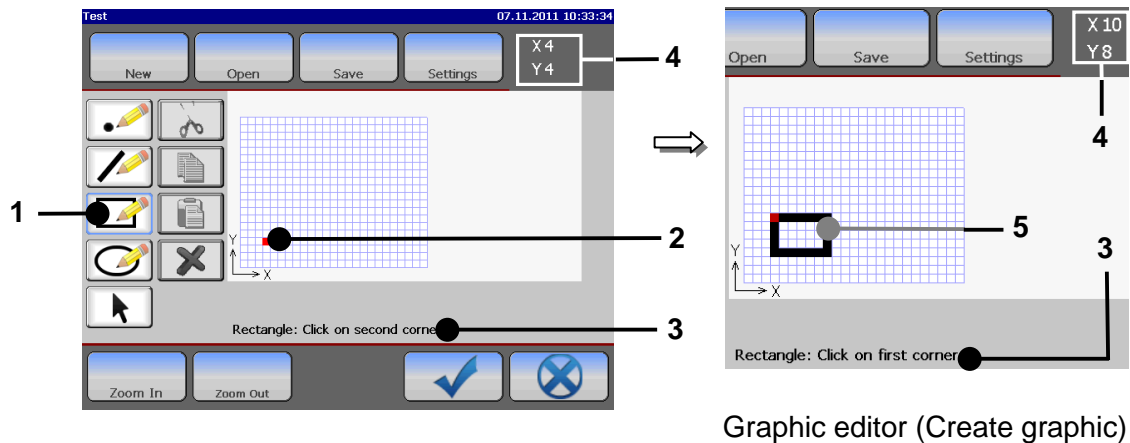 Test 07.11.2011 10:33:34
New Open Save Settings
X 4
Y 4
4
1
2
3
Y
X
Rectangle: Click on second corne
Zoom In Zoom Out
Open Save Settings
X 10
Y 8
4
5
3
Y
X
Rectangle: Click on first corner
Graphic editor (Create graphic)